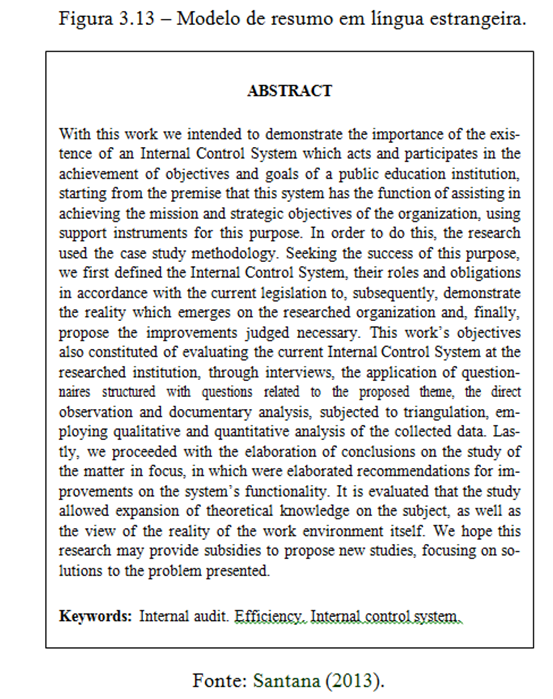 Figura 3.13 – Modelo de resumo em língua estrangeira.
ABSTRACT
With this work we intended to demonstrate the importance of the exis-
tence of an Internal Control System which acts and participates in the
achievement of objectives and goals of a public education institution,
starting from the premise that this system has the function of assisting in
achieving the mission and strategic objectives of the organization, using
support instruments for this purpose. In order to do this, the research
used the case study methodology. Seeking the success of this purpose,
we first defined the Internal Control System, their roles and obligations
in accordance with the current legislation to, subsequently, demonstrate
the reality which emerges on the researched organization and, finally,
propose the improvements judged necessary. This work’s objectives
also constituted of evaluating the current Internal Control System at the
researched institution, through interviews, the application of question-
naires structured with questions related to the proposed theme, the direct
observation and documentary analysis, subjected to triangulation, em-
ploying qualitative and quantitative analysis of the collected data. Las-
tly, we proceeded with the elaboration of conclusions on the study of
the matter in focus, in which were elaborated recommendations for im-
provements on the system’s functionality. It is evaluated that the study
allowed expansion of theoretical knowledge on the subject, as well as
the view of the reality of the work environment itself. We hope this
research may provide subsidies to propose new studies, focusing on so-
lutions to the problem presented.
Keywords: Internal audit. Efficiency. Internal control system.
Fonte: Santana (2013).